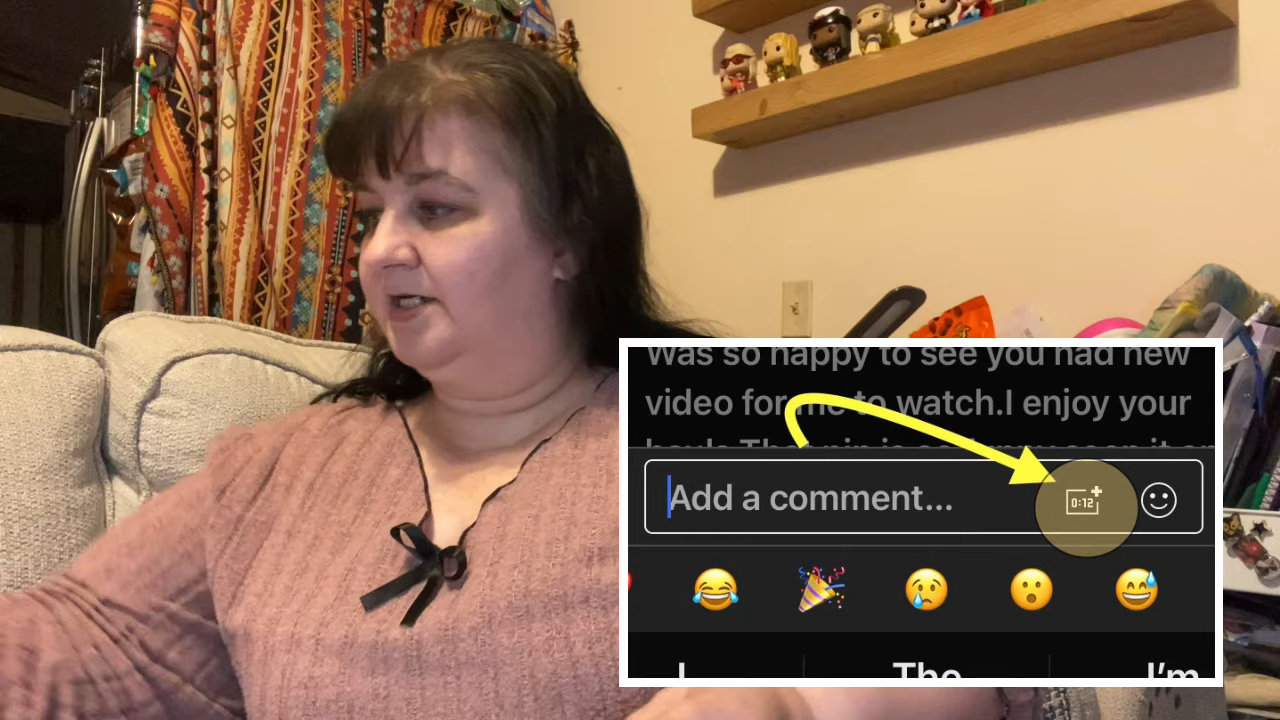 Was so happy to see you had new
video for me to watch.I enjoy your
Add a comment...
0:12
I
The
I'm